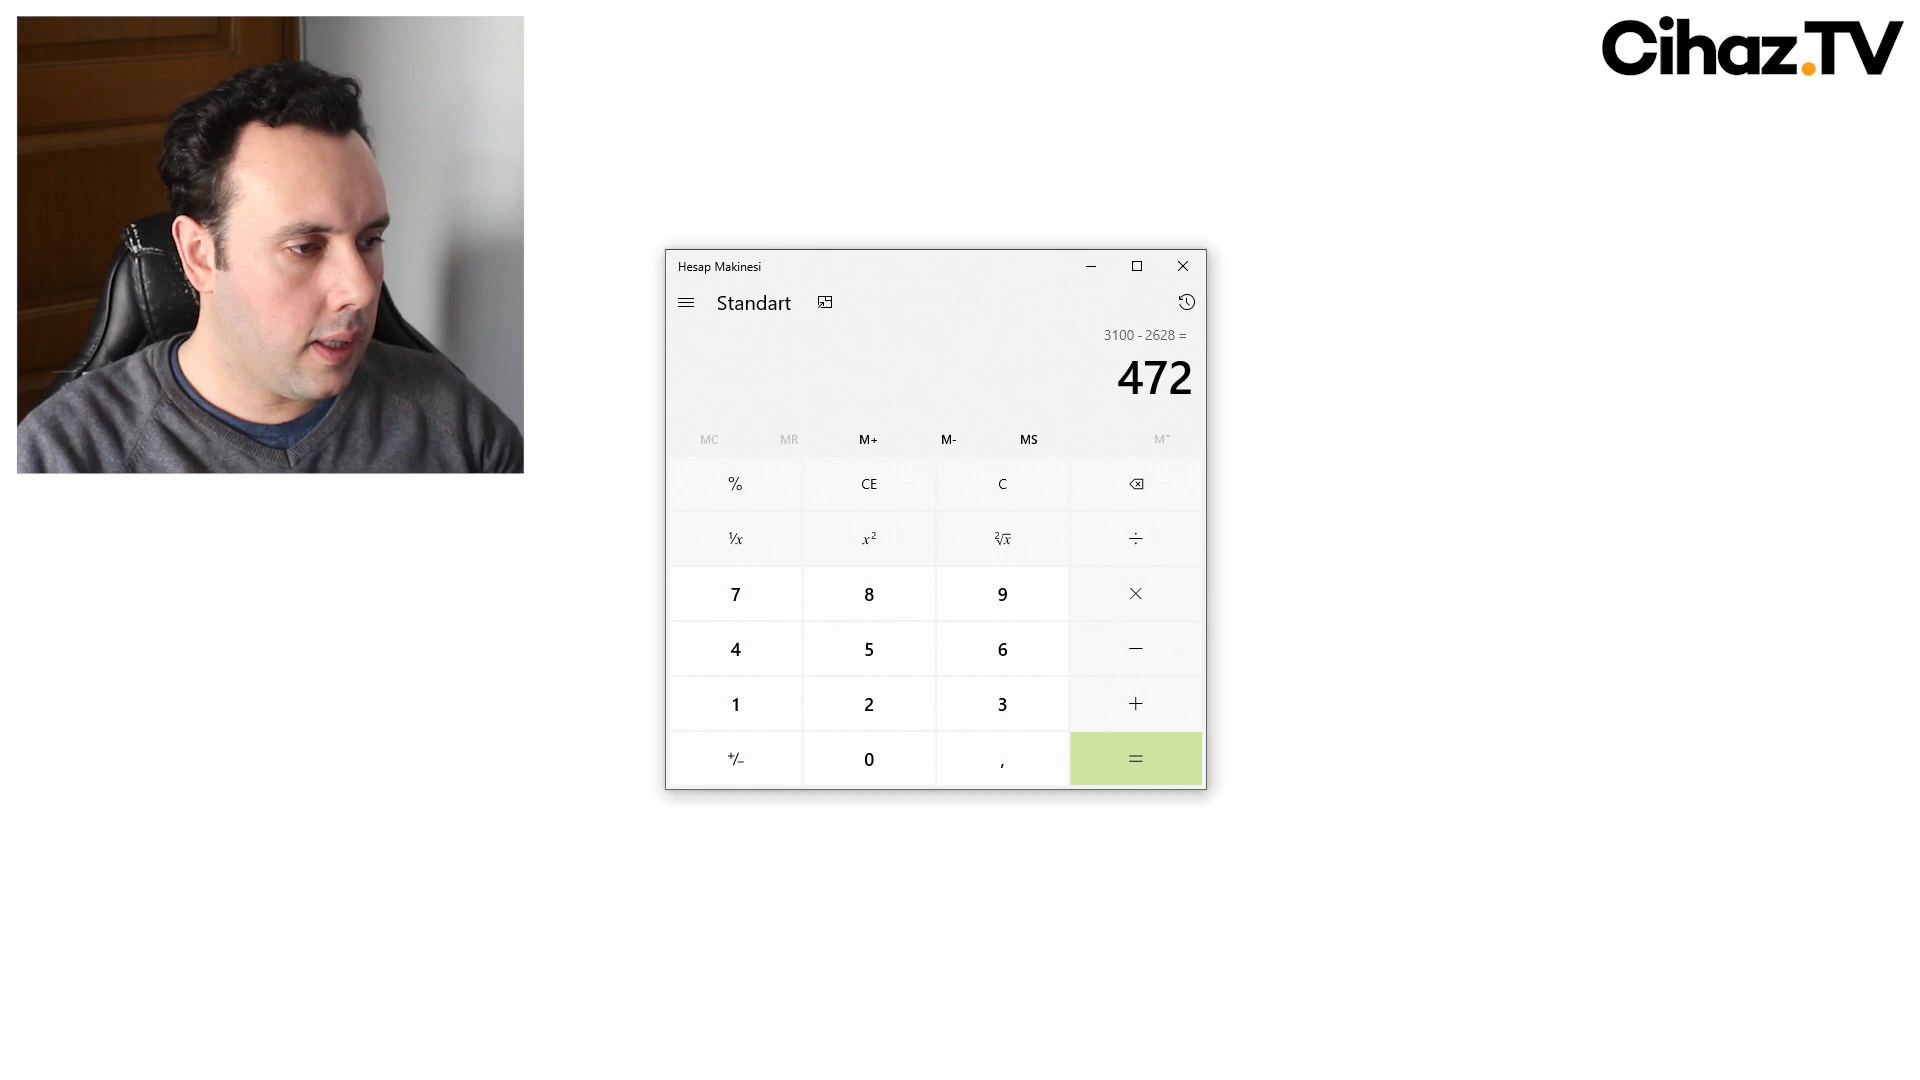 Cihaz.TV
Hesap Makinesi
Standart
3100 - 2628 =
472
MC MR M+ M- MS M˅
% CE C
¹/x x² ²√x ÷
7 8 9 ×
4 5 6 −
1 2 3 +
+/− 0 , =